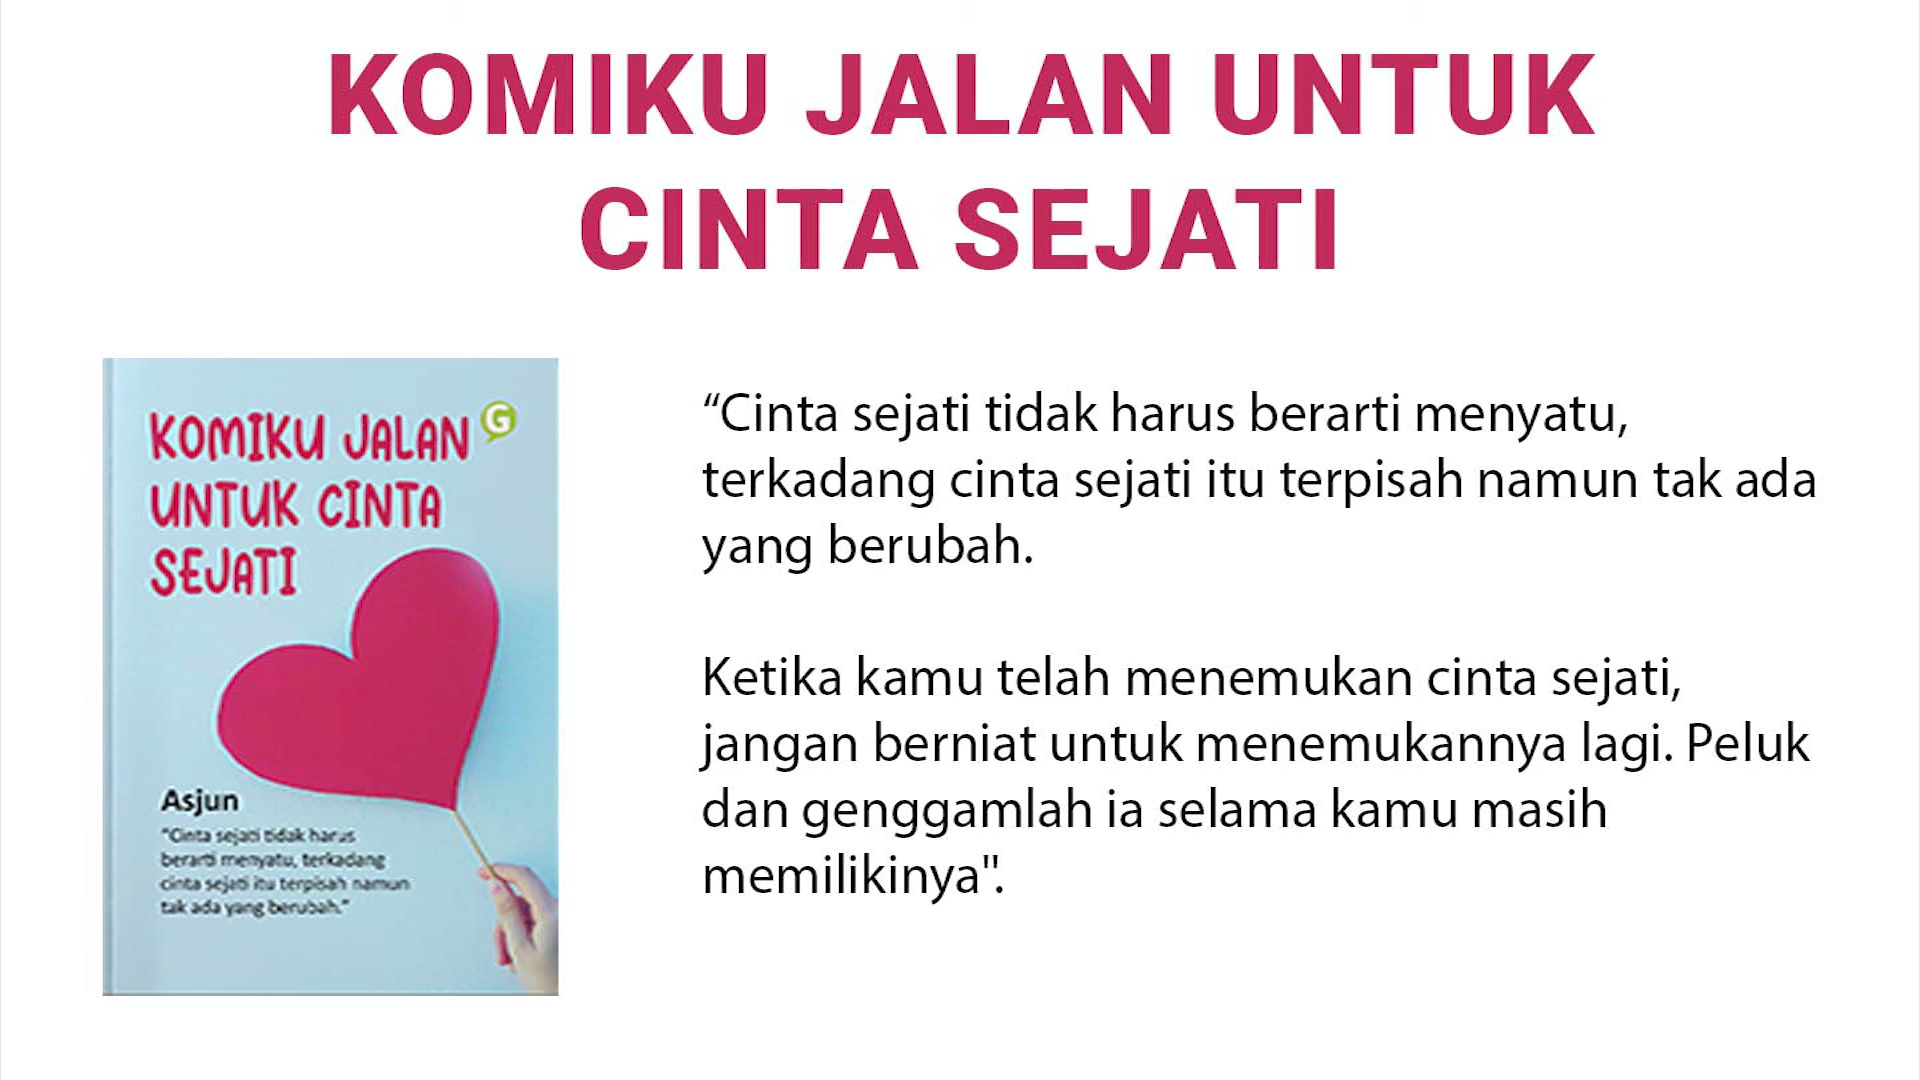 KOMIKU JALAN UNTUK
CINTA SEJATI
KOMIKU JALAN G
UNTUK CINTA
SEJATI
Asjun
"Cinta sejati tidak harus
berarti menyatu, terkadang
cinta sejati itu terpisah namun
tak ada yang berubah."
“Cinta sejati tidak harus berarti menyatu,
terkadang cinta sejati itu terpisah namun tak ada
yang berubah.
Ketika kamu telah menemukan cinta sejati,
jangan berniat untuk menemukannya lagi. Peluk
dan genggamlah ia selama kamu masih
memilikinya".